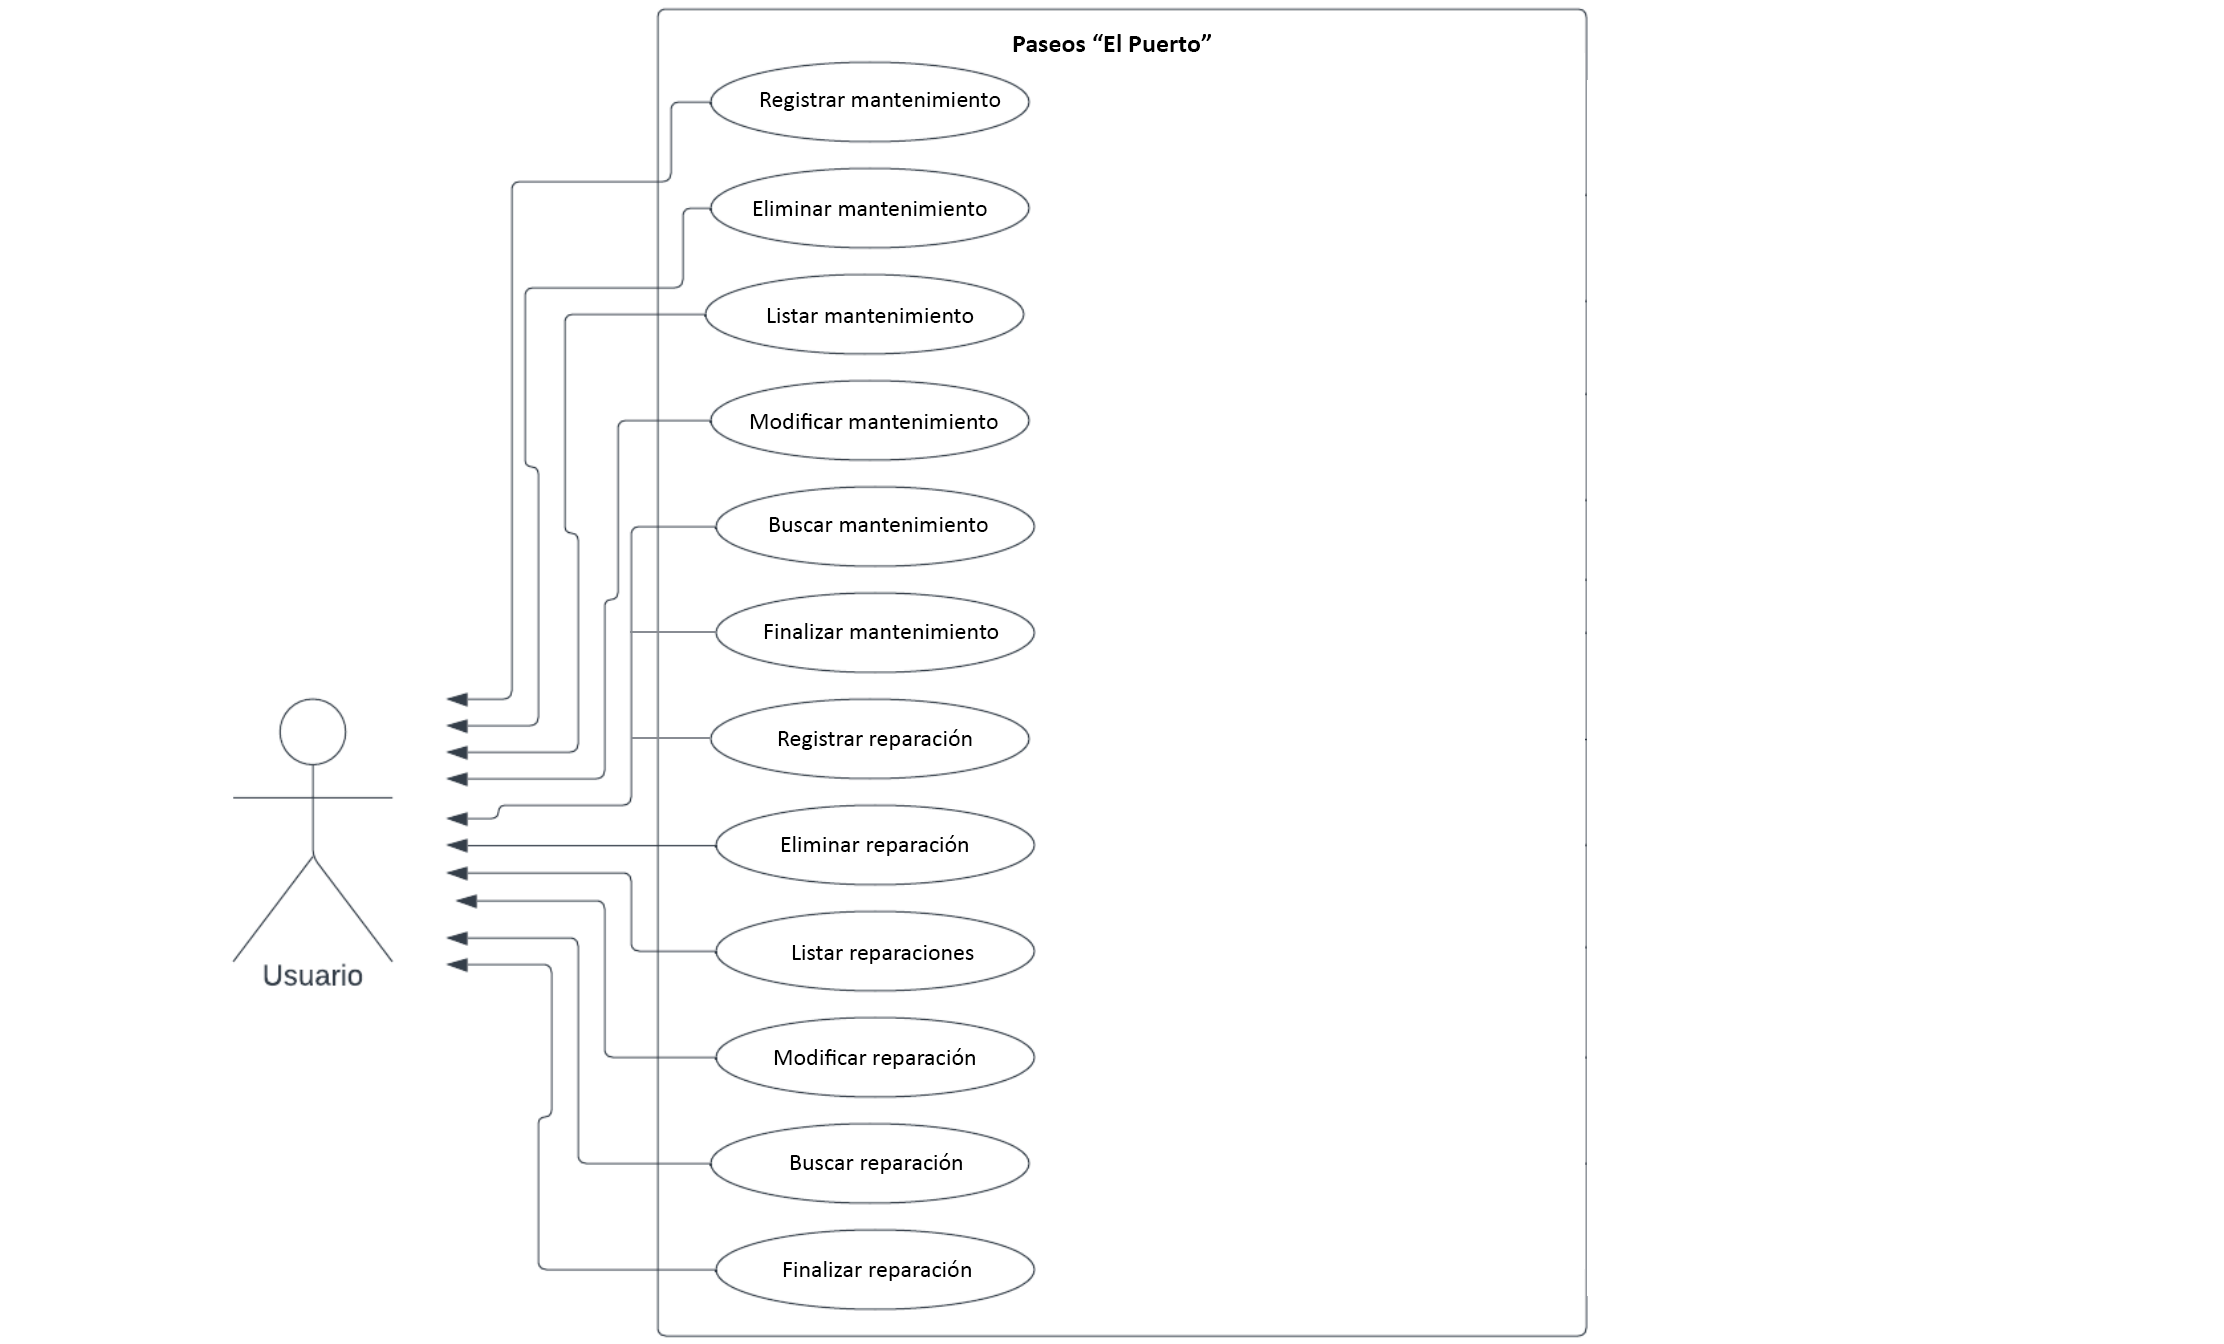 Paseos “El Puerto”
Registrar mantenimiento
Eliminar mantenimiento
Listar mantenimiento
Modificar mantenimiento
Buscar mantenimiento
Finalizar mantenimiento
Registrar reparación
Eliminar reparación
Listar reparaciones
Modificar reparación
Buscar reparación
Finalizar reparación
Usuario